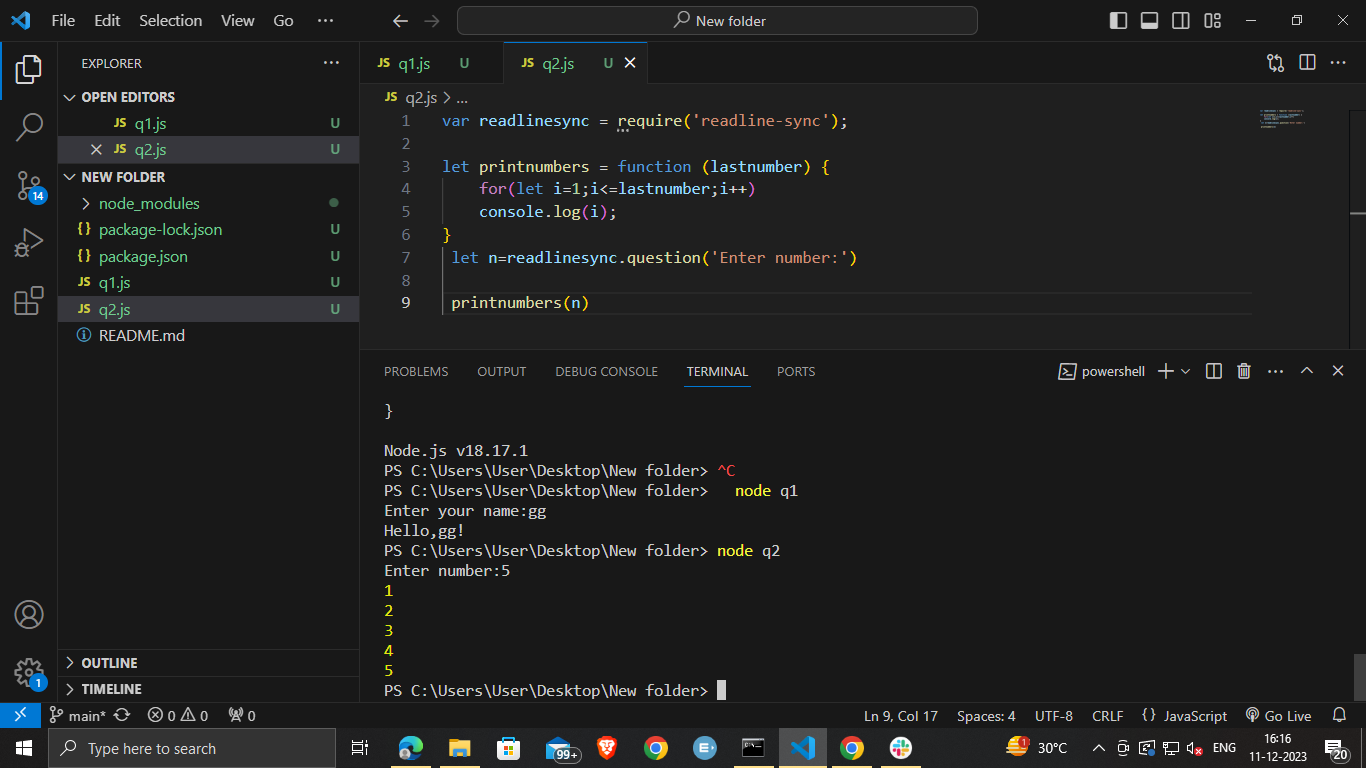 File Edit Selection View Go ··· New folder
EXPLORER ···
OPEN EDITORS
JS q1.js U
JS q2.js U
NEW FOLDER
node_modules
{} package-lock.json U
{} package.json U
JS q1.js U
JS q2.js U
README.md
OUTLINE
TIMELINE
14
1
JS q1.js U JS q2.js U
JS q2.js > ...
1 var readlinesync = require('readline-sync');
2
3 let printnumbers = function (lastnumber) {
4 for(let i=1;i<=lastnumber;i++)
5 console.log(i);
6 }
7 let n=readlinesync.question('Enter number:')
8
9 printnumbers(n)
PROBLEMS OUTPUT DEBUG CONSOLE TERMINAL PORTS powershell
}
Node.js v18.17.1
PS C:\Users\User\Desktop\New folder> ^C
PS C:\Users\User\Desktop\New folder>   node q1
Enter your name:gg
Hello,gg!
PS C:\Users\User\Desktop\New folder> node q2
Enter number:5
1
2
3
4
5
PS C:\Users\User\Desktop\New folder>
main* 0 0 0 Ln 9, Col 17 Spaces: 4 UTF-8 CRLF {} JavaScript Go Live
Type here to search 99+ E 1 30°C ENG 16:16
11-12-2023 20